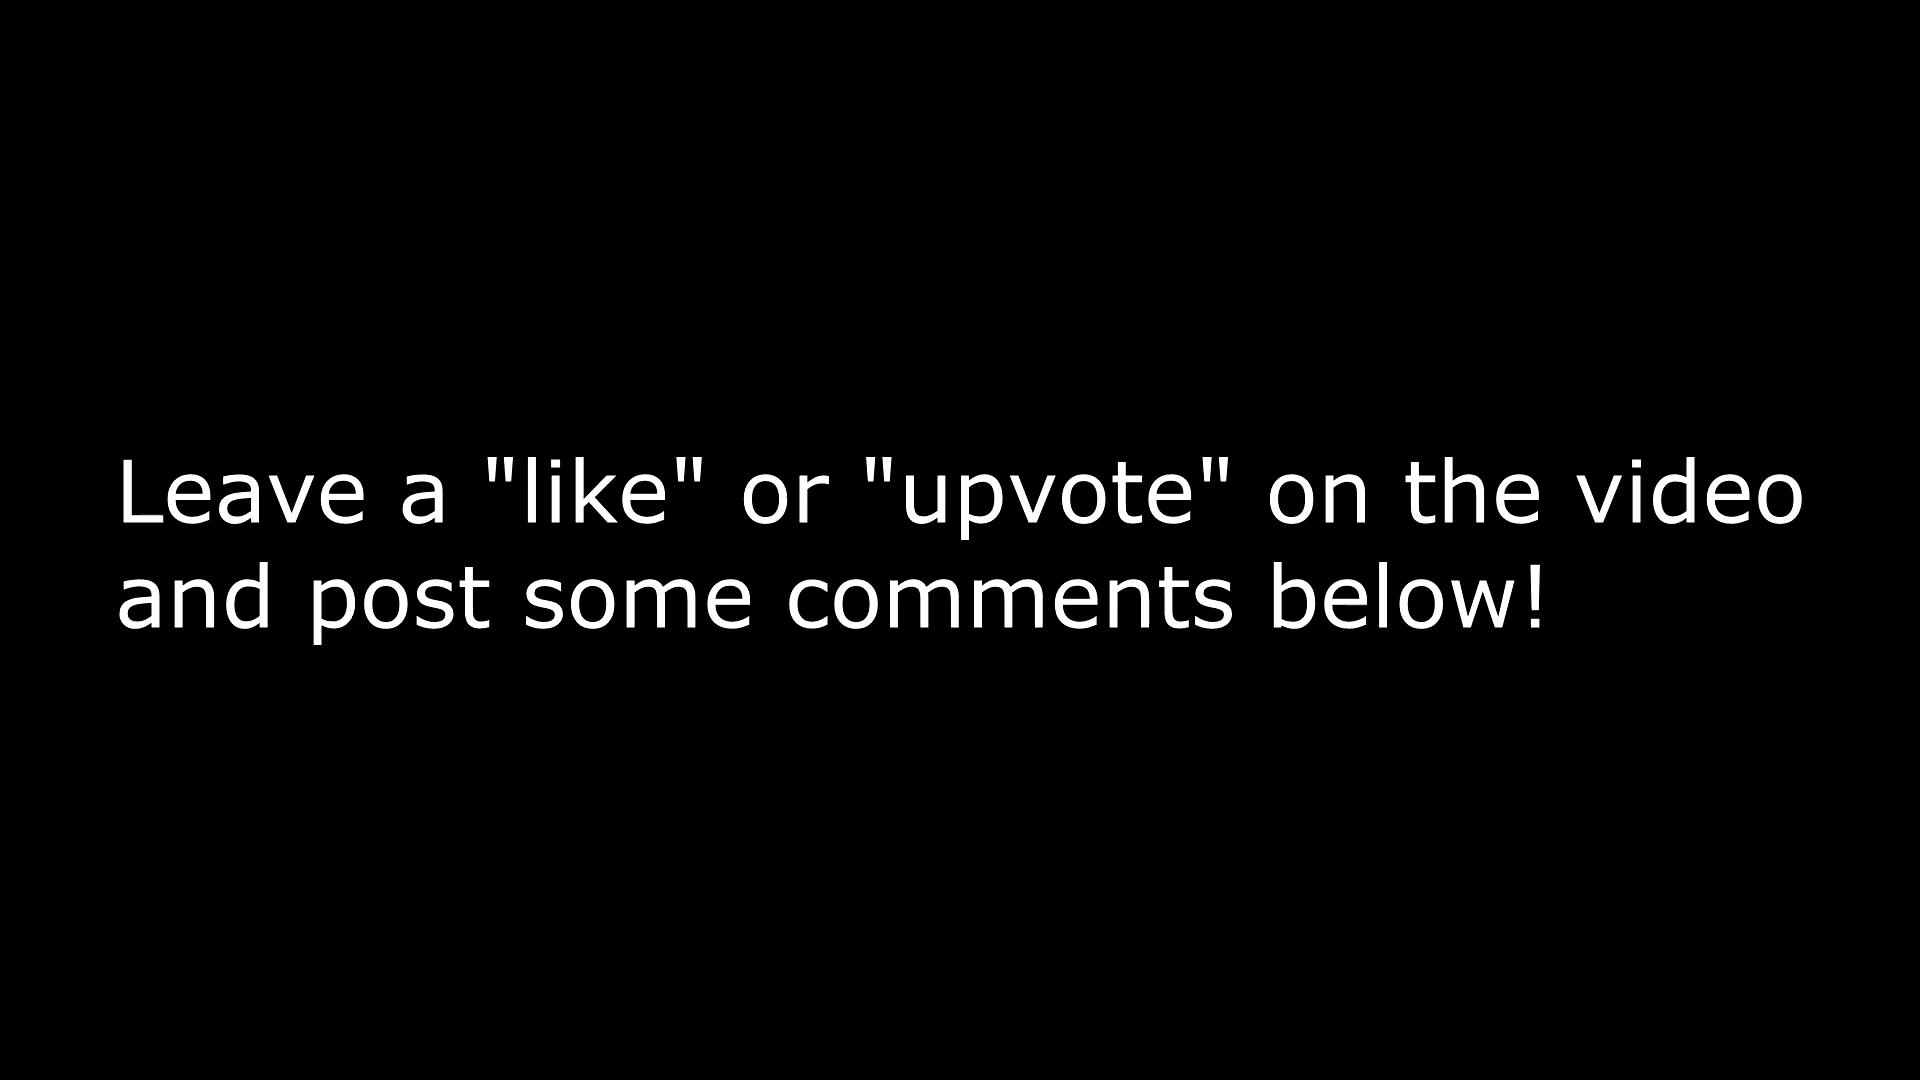 Leave a "like" or "upvote" on the video
and post some comments below!